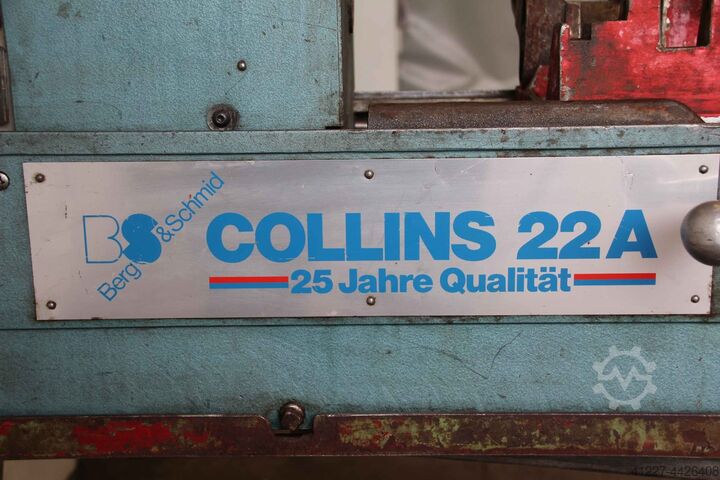 BS
Berg & Schmid
COLLINS 22A
25 Jahre Qualität
41227-4426408